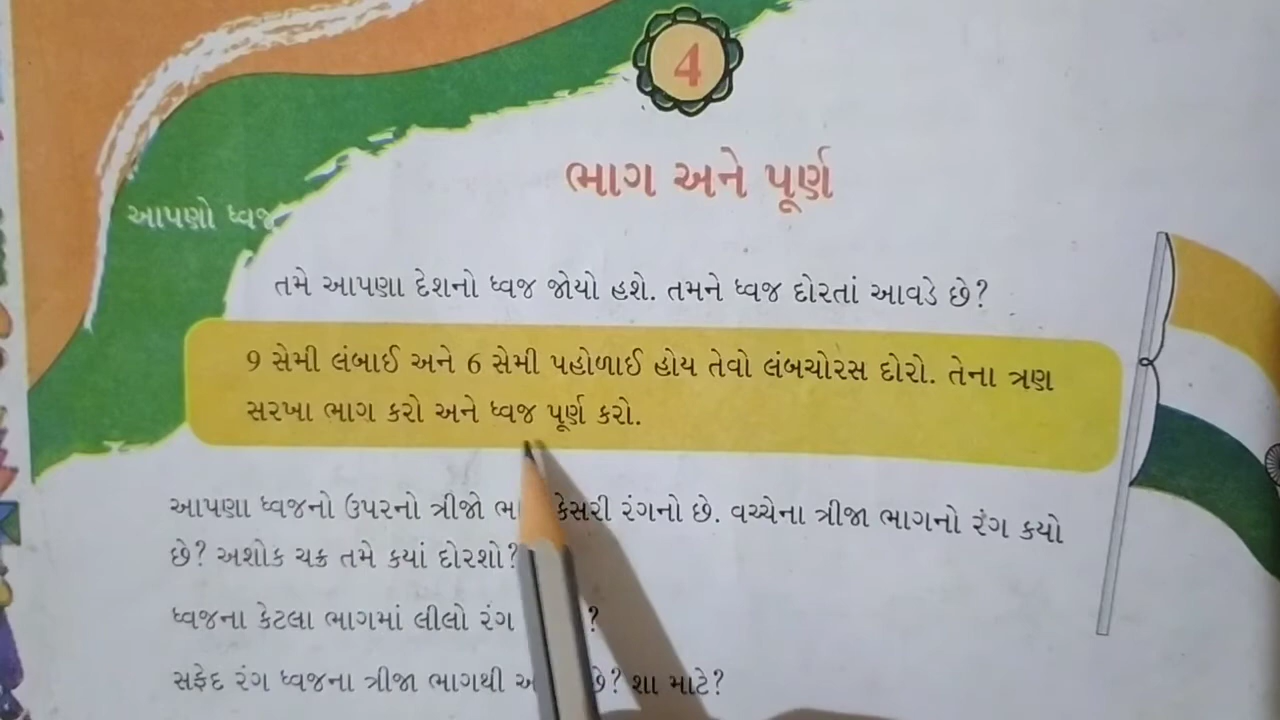 4
ભાગ અને પૂર્ણ
આપણો ધ્વજ
તમે આપણા દેશનો ધ્વજ જોયો હશે. તમને ધ્વજ દોરતાં આવડે છે?
9 સેમી લંબાઈ અને 6 સેમી પહોળાઈ હોય તેવો લંબચોરસ દોરો. તેના ત્રણ
સરખા ભાગ કરો અને ધ્વજ પૂર્ણ કરો.
આપણા ધ્વજનો ઉપરનો ત્રીજો કેસરી રંગનો છે. વચ્ચેના ત્રીજા ભાગનો રંગ કયો
છે? અશોક ચક્ર તમે કયાં દોરશો?
ધ્વજના કેટલા ભાગમાં લીલો રંગ ?
સફેદ રંગ ધ્વજના ત્રીજા ભાગથી છે? શા માટે?